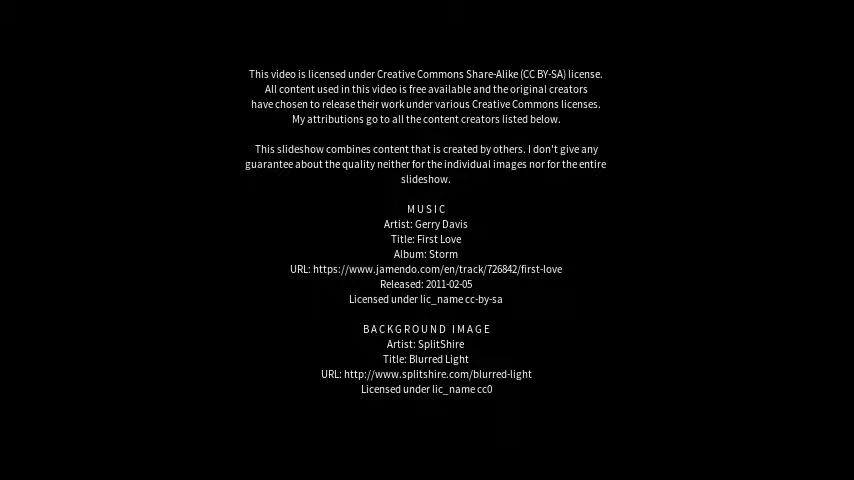 This video is licensed under Creative Commons Share-Alike (CC BY-SA) license.
All content used in this video is free available and the original creators
have chosen to release their work under various Creative Commons licenses.
My attributions go to all the content creators listed below.
This slideshow combines content that is created by others. I don't give any
guarantee about the quality neither for the individual images nor for the entire
slideshow.
MUSIC
Artist: Gerry Davis
Title: First Love
Album: Storm
URL: https://www.jamendo.com/en/track/726842/first-love
Released: 2011-02-05
Licensed under lic_name cc-by-sa
BACKGROUND IMAGE
Artist: SplitShire
Title: Blurred Light
URL: http://www.splitshire.com/blurred-light
Licensed under lic_name cc0